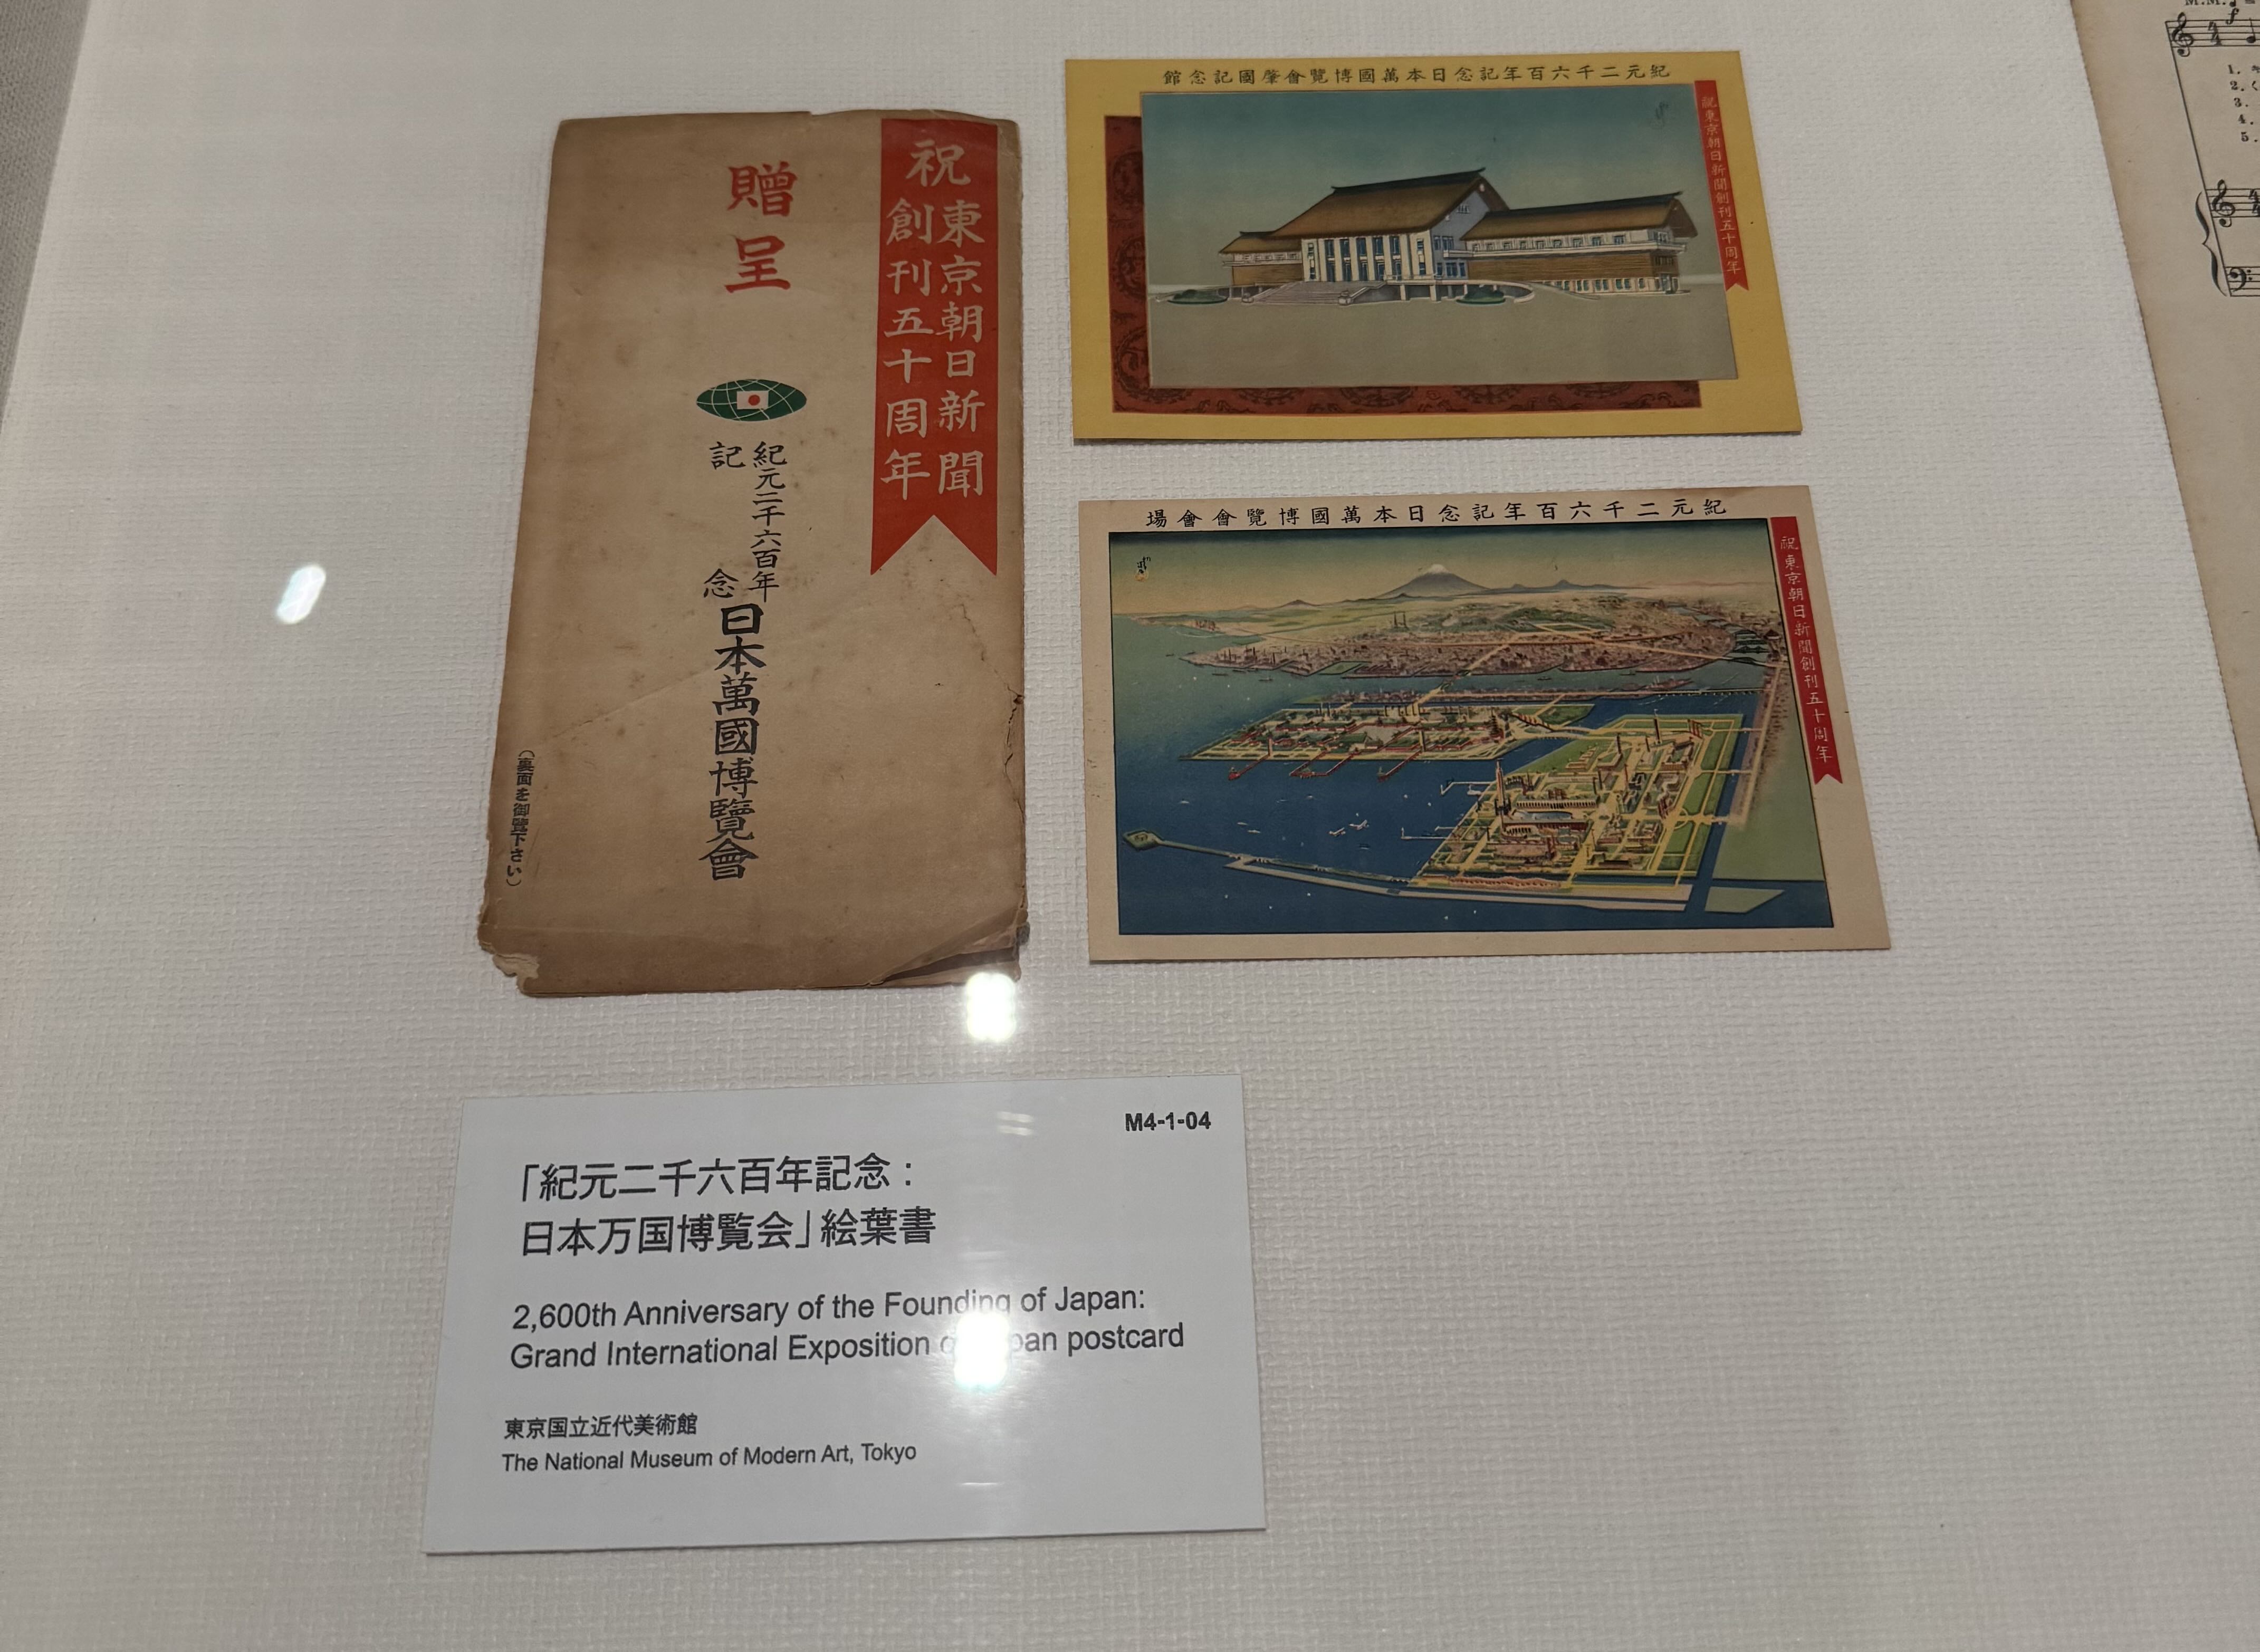 祝
東京朝日新聞
創刊五十周年
贈呈
紀元二千六百年
記念
日本萬國博覽會
(裏面を御覽下さい)
紀元二千六百年記念日本萬國博覽會肇國記念館
祝東京朝日新聞創刊五十周年
紀元二千六百年記念日本萬國博覽會會場
祝東京朝日新聞創刊五十周年
M.M.
f
1.
2. く
3.
4.
5.
M4-1-04
「紀元二千六百年記念：
日本万国博覧会」絵葉書
2,600th Anniversary of the Founding of Japan:
Grand International Exposition postcard
東京国立近代美術館
The National Museum of Modern Art, Tokyo